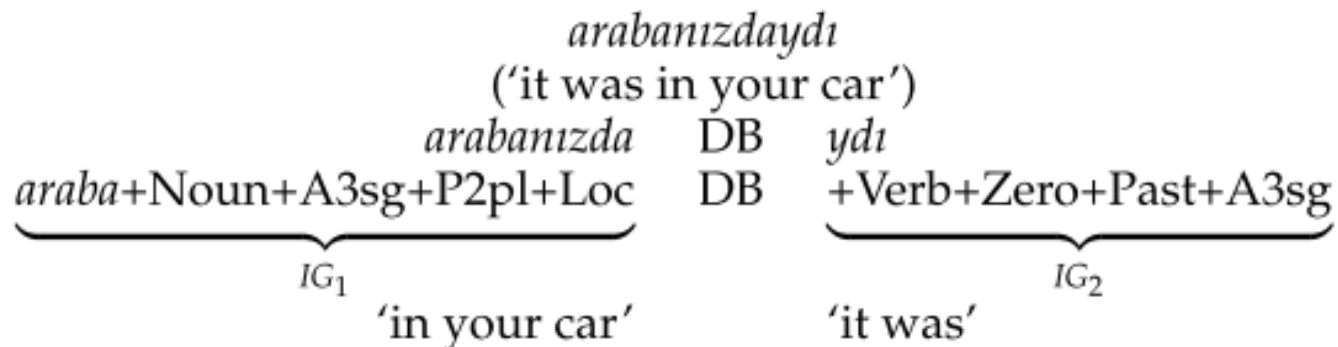 arabanızdaydı
(‘it was in your car’)
arabanızda DB ydı
araba+Noun+A3sg+P2pl+Loc DB +Verb+Zero+Past+A3sg
IG1 IG2
‘in your car’ ‘it was’